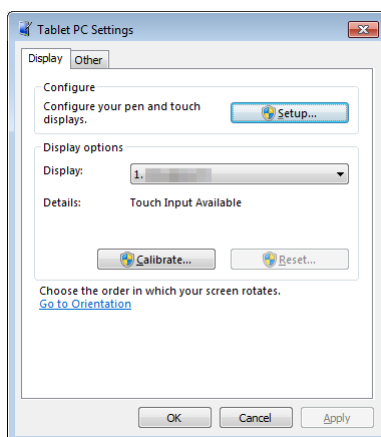 Tablet PC Settings
Display Other
Configure
Configure your pen and touch
displays.
Setup...
Display options
Display:
1.
Details:
Touch Input Available
Calibrate...
Reset...
Choose the order in which your screen rotates.
Go to Orientation
OK
Cancel
Apply